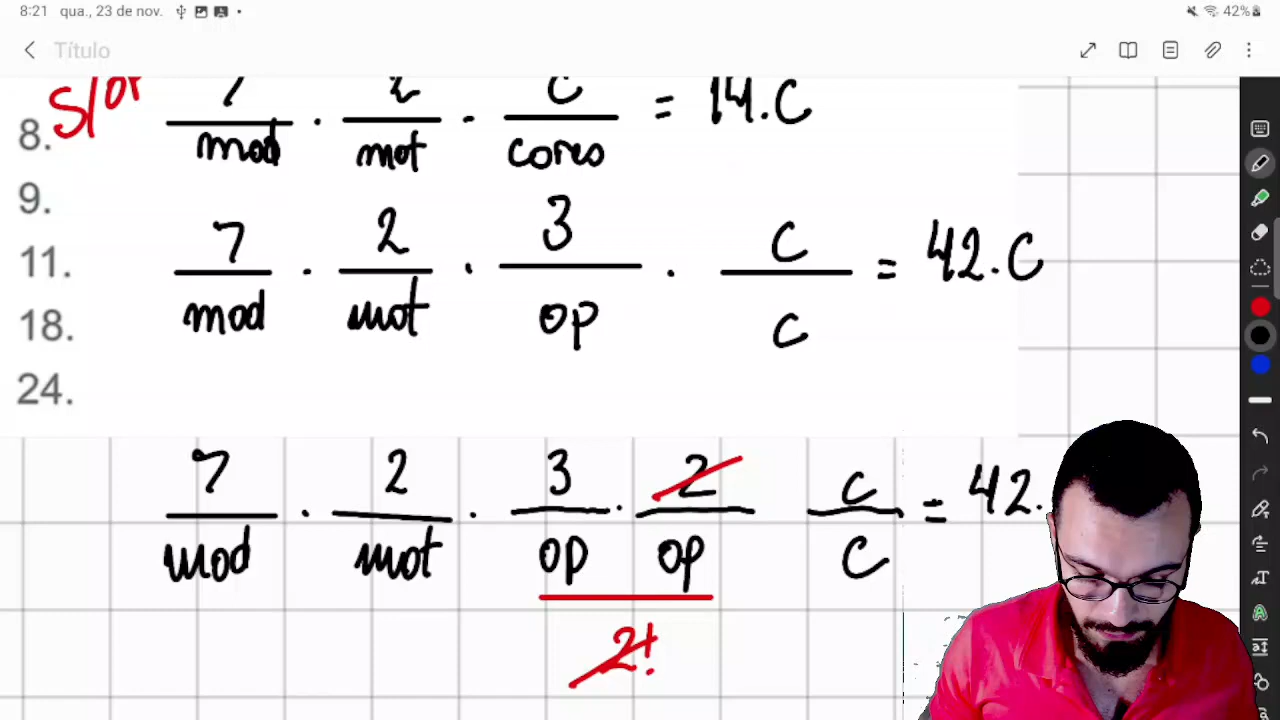 8:21 qua., 23 de nov. 42%
Título
S/op 7 2 C = 14.C
8. mod . mot . cores
9.
7 2 3 C
11. . . . = 42.C
mod mot op C
18.
24.
7 2 3 2 C
. . . = 42.
mod mot op op C
2!